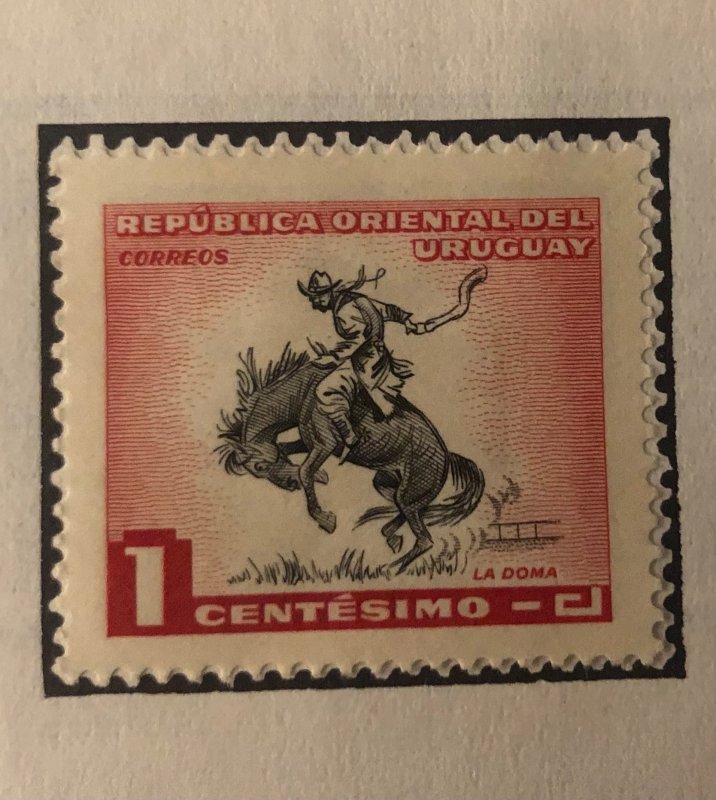 REPÚBLICA ORIENTAL DEL
URUGUAY
CORREOS
LA DOMA
1 CENTÉSIMO